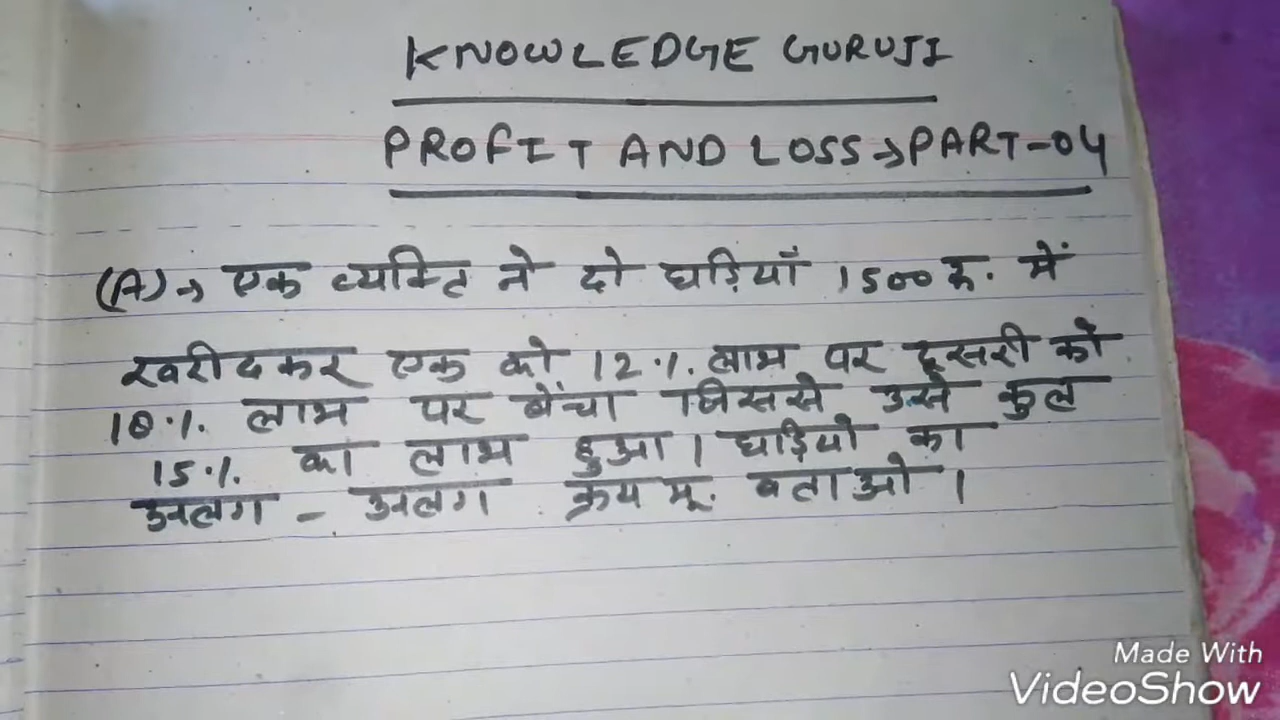 KNOWLEDGE GURUJI
PROFIT AND LOSS → PART-04
(A) → एक व्यक्ति ने दो घड़ियाँ 1500 रु. में
खरीदकर एक को 12% लाभ पर दूसरी को
18% लाभ पर बेंचा जिससे उसे कुल
15% का लाभ हुआ। घड़ियो का
अलग - अलग क्रय मू. बताओ।
Made With
VideoShow